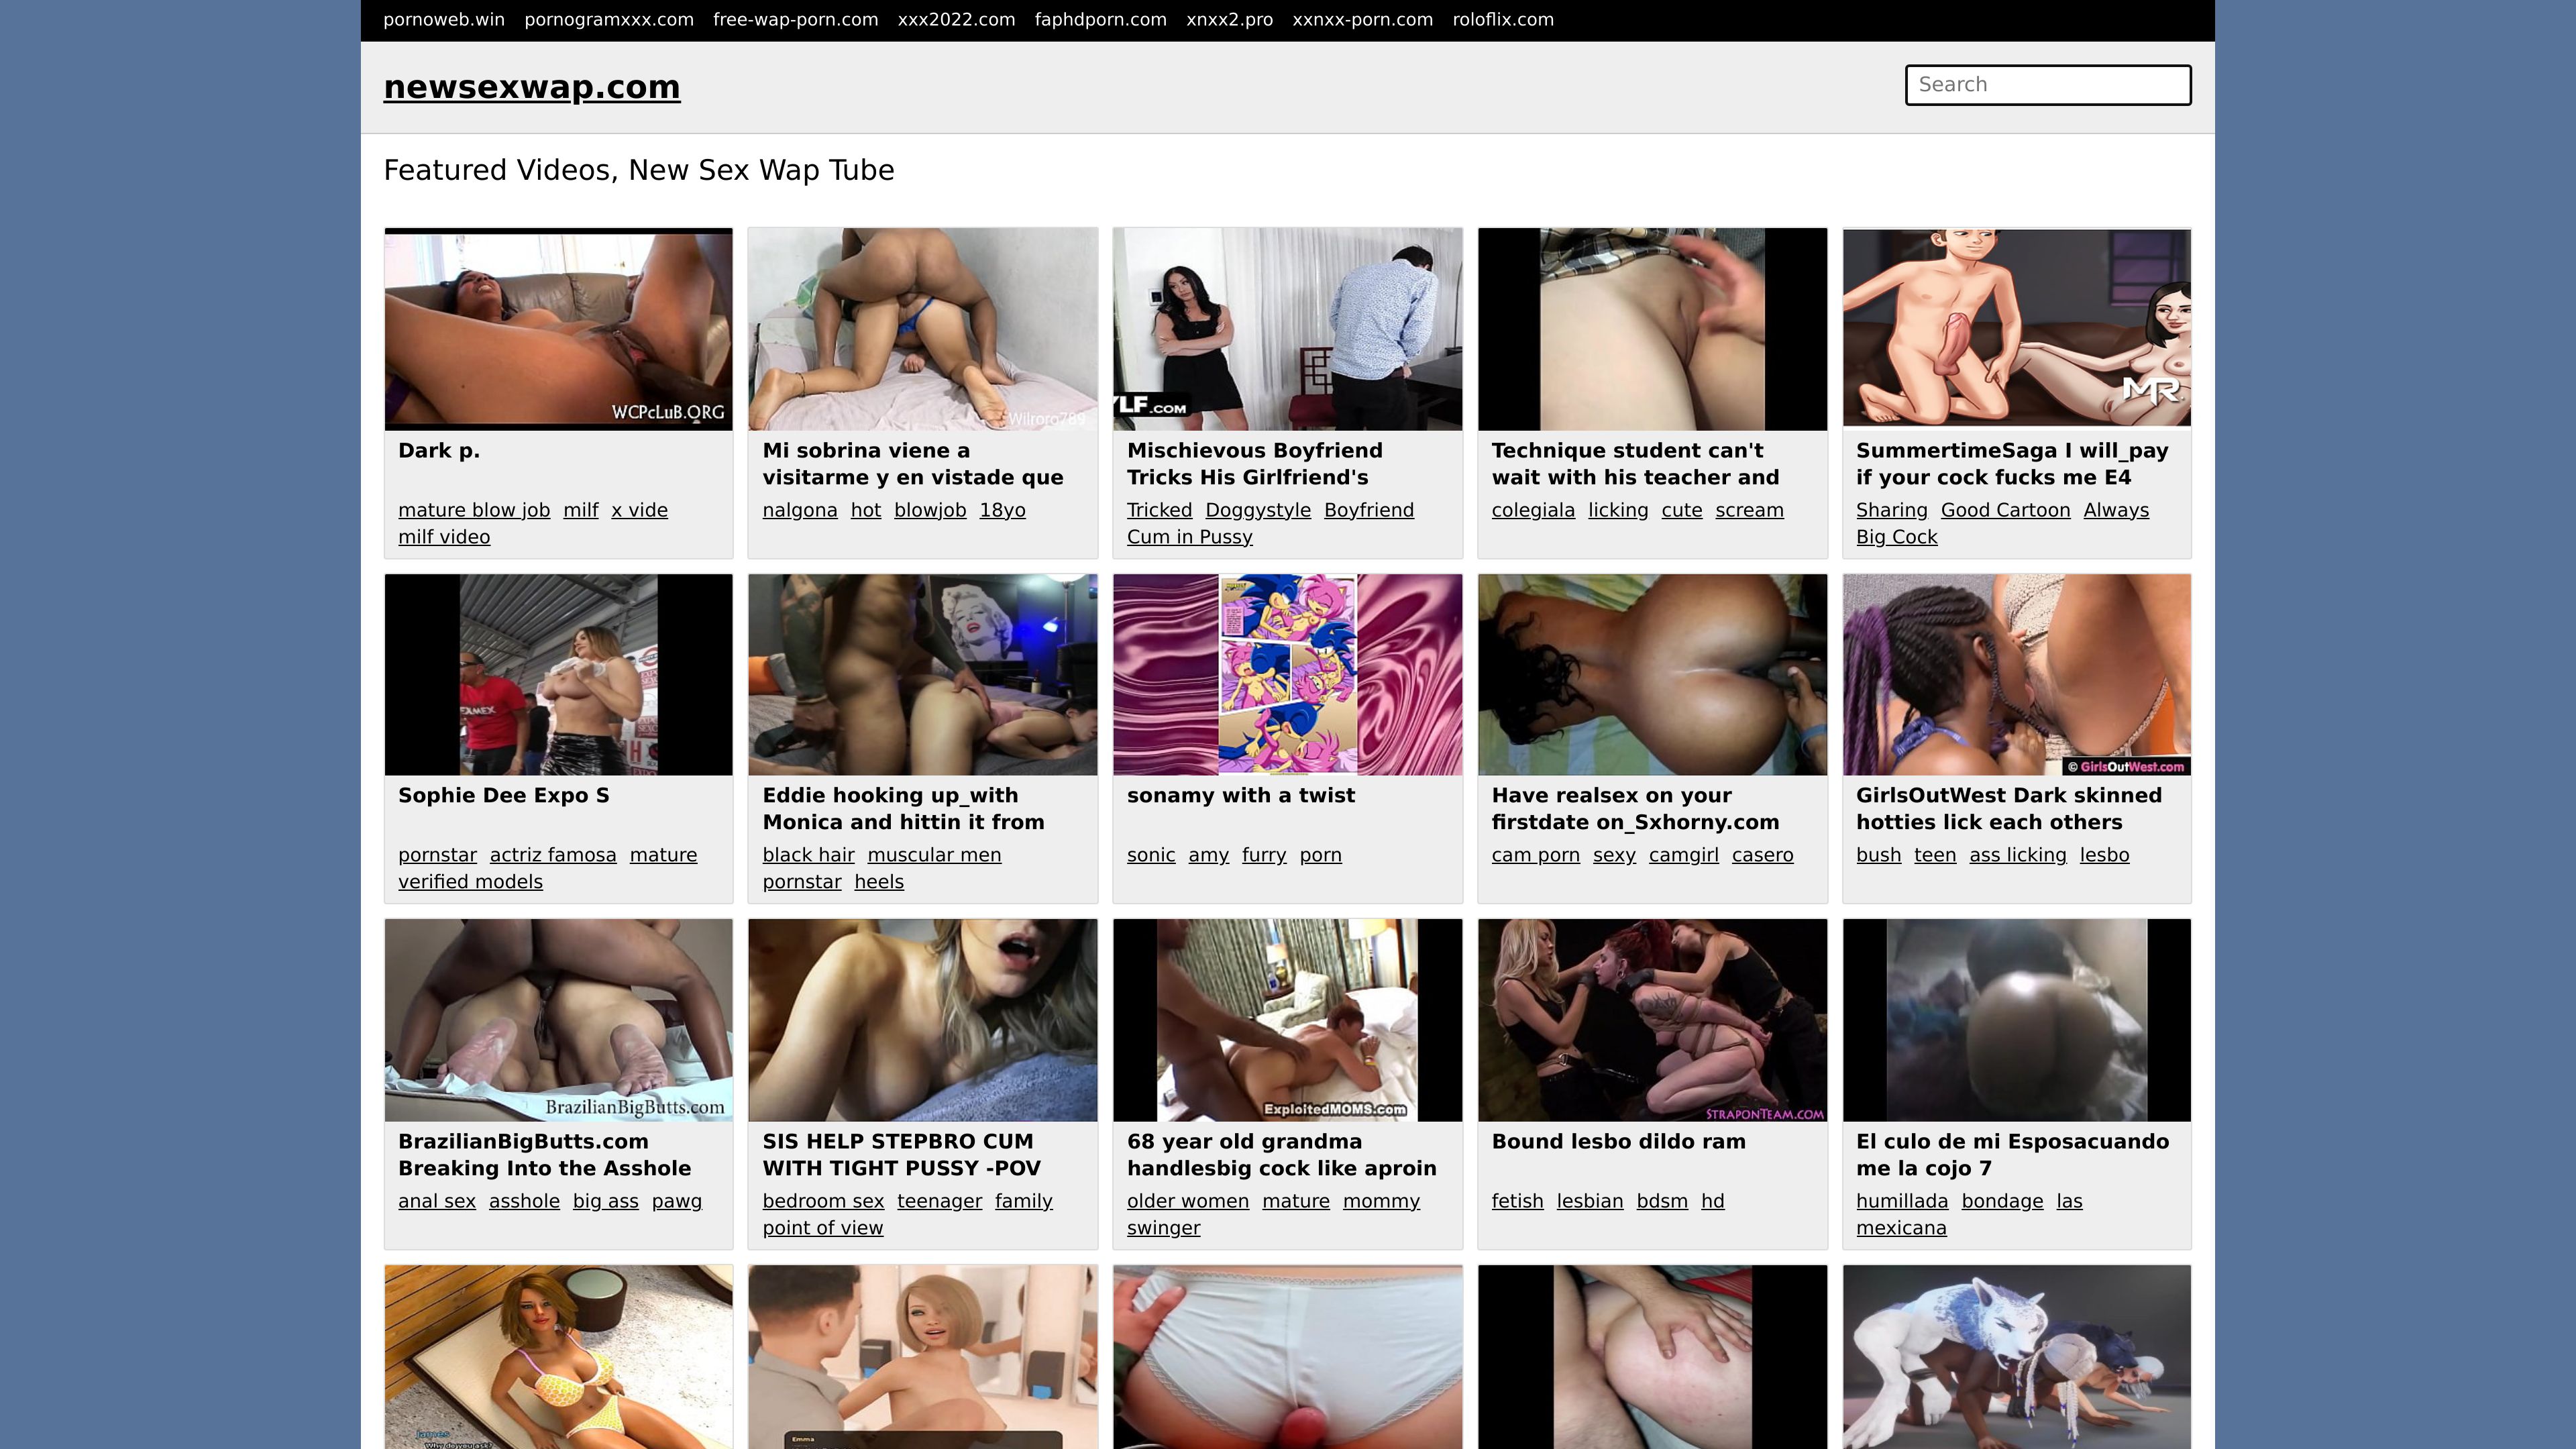 pornoweb.win pornogramxxx.com free-wap-porn.com xxx2022.com faphdporn.com xnxx2.pro xxnxx-porn.com roloflix.com
newsexwap.com
Search
Featured Videos, New Sex Wap Tube
WCPcLuB.ORG
Dark p.
mature blow job milf x vide
milf video
Wilroro789
Mi sobrina viene a
visitarme y en vistade que
nalgona hot blowjob 18yo
YLF.COM
Mischievous Boyfriend
Tricks His Girlfriend's
Tricked Doggystyle Boyfriend
Cum in Pussy
Technique student can't
wait with his teacher and
colegiala licking cute scream
MR
SummertimeSaga I will_pay
if your cock fucks me E4
Sharing Good Cartoon Always
Big Cock
EXMEX
Sophie Dee Expo S
pornstar actriz famosa mature
verified models
Eddie hooking up_with
Monica and hittin it from
black hair muscular men
pornstar heels
sonamy with a twist
sonic amy furry porn
Have realsex on your
firstdate on_Sxhorny.com
cam porn sexy camgirl casero
© GirlsOutWest.com
GirlsOutWest Dark skinned
hotties lick each others
bush teen ass licking lesbo
BrazilianBigButts.com
BrazilianBigButts.com
Breaking Into the Asshole
anal sex asshole big ass pawg
SIS HELP STEPBRO CUM
WITH TIGHT PUSSY -POV
bedroom sex teenager family
point of view
ExploitedMOMS.com
68 year old grandma
handlesbig cock like aproin
older women mature mommy
swinger
STRAPONTEAM.COM
Bound lesbo dildo ram
fetish lesbian bdsm hd
El culo de mi Esposacuando
me la cojo 7
humillada bondage las
mexicana
James
Why do you ask?
Emma